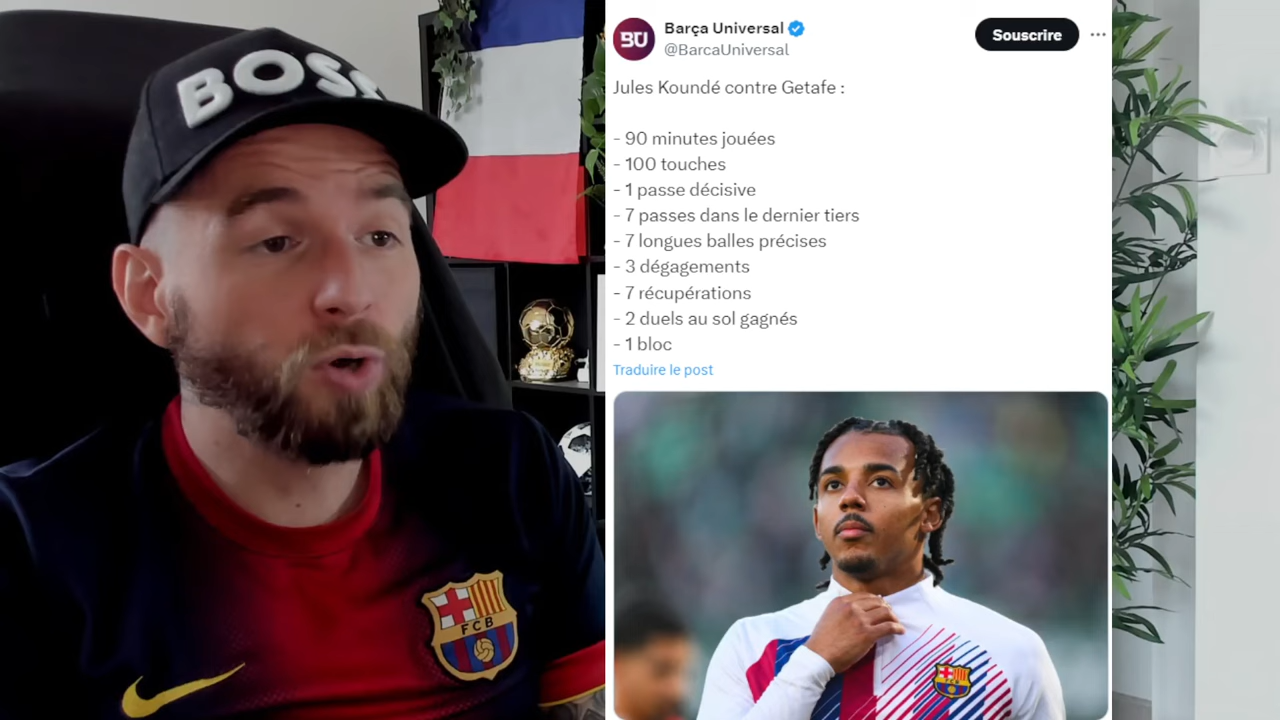 BOSS
FCB
BU
Barça Universal
@BarcaUniversal
Souscrire
Jules Koundé contre Getafe :
- 90 minutes jouées
- 100 touches
- 1 passe décisive
- 7 passes dans le dernier tiers
- 7 longues balles précises
- 3 dégagements
- 7 récupérations
- 2 duels au sol gagnés
- 1 bloc
Traduire le post